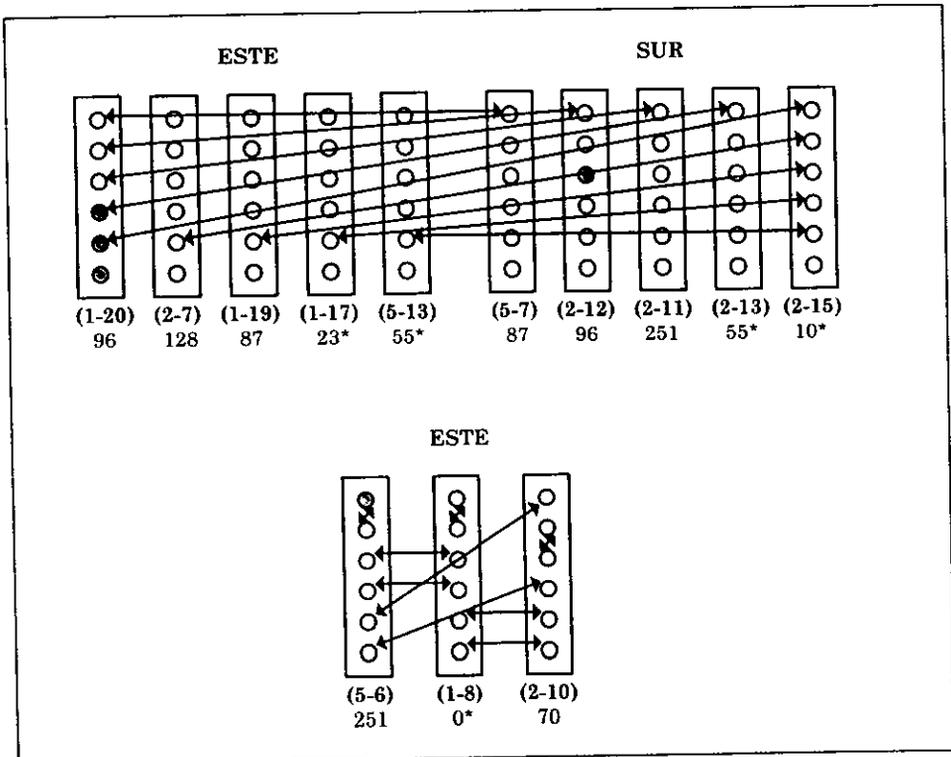 ESTE SUR
(1-20) (2-7) (1-19) (1-17) (5-13) (5-7) (2-12) (2-11) (2-13) (2-15)
96 128 87 23* 55* 87 96 251 55* 10*
ESTE
(5-6) (1-8) (2-10)
251 0* 70